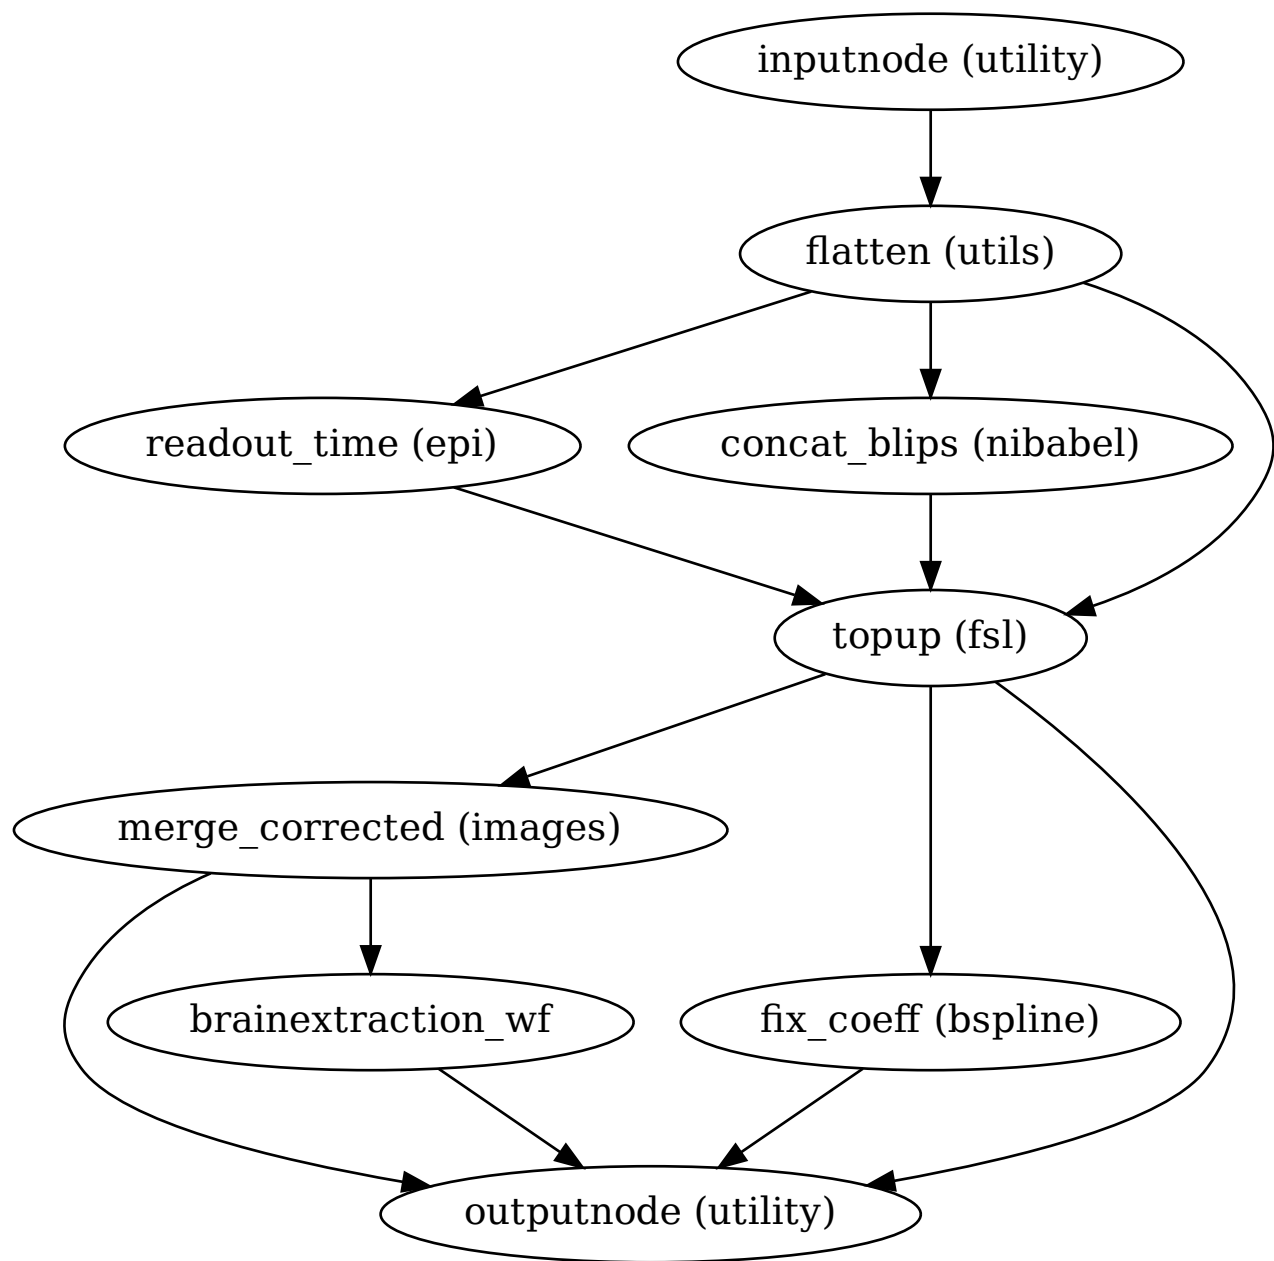 inputnode (utility)
flatten (utils)
readout_time (epi)
concat_blips (nibabel)
topup (fsl)
merge_corrected (images)
brainextraction_wf
fix_coeff (bspline)
outputnode (utility)